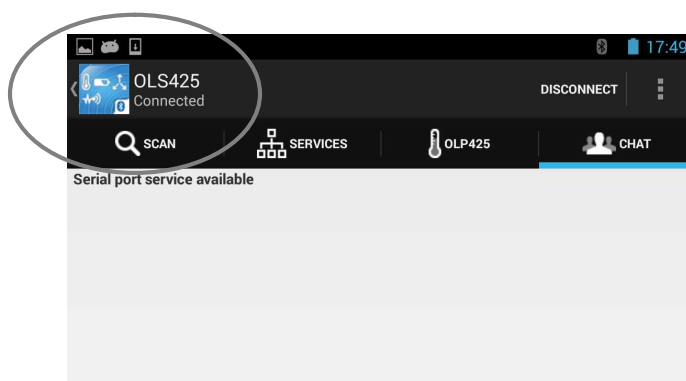 17:49
OLS425
Connected
DISCONNECT
SCAN
SERVICES
OLP425
CHAT
Serial port service available